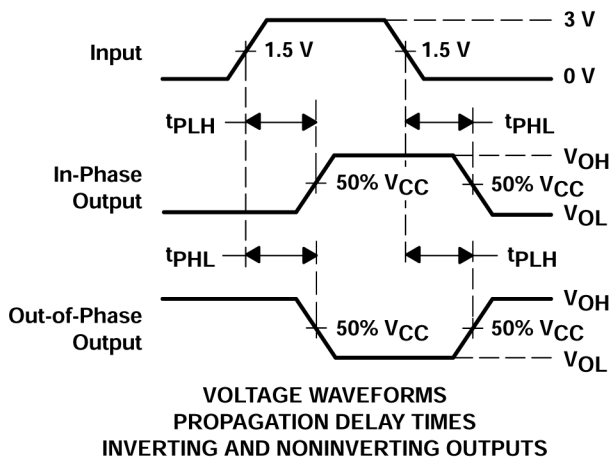 3 V
Input
1.5 V
1.5 V
0 V
tPLH
tPHL
VOH
In-Phase
Output
50% VCC
50% VCC
VOL
tPHL
tPLH
VOH
Out-of-Phase
Output
50% VCC
50% VCC
VOL
VOLTAGE WAVEFORMS
PROPAGATION DELAY TIMES
INVERTING AND NONINVERTING OUTPUTS